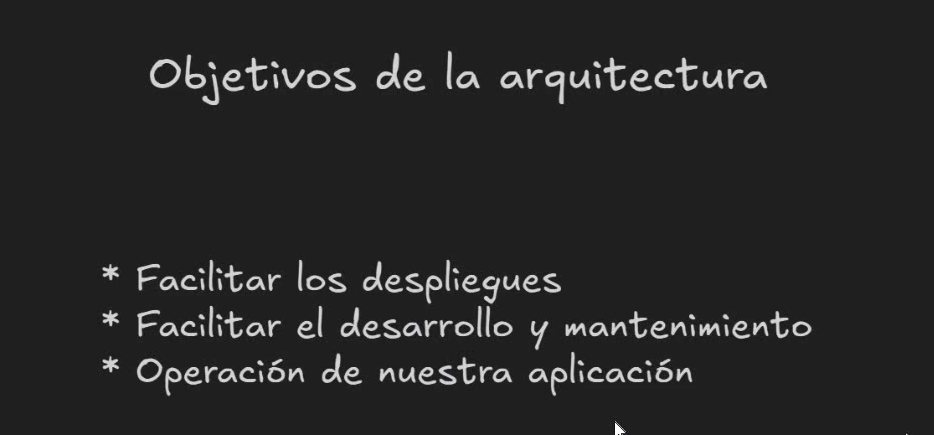 Objetivos de la arquitectura
* Facilitar los despliegues
* Facilitar el desarrollo y mantenimiento
* Operación de nuestra aplicación